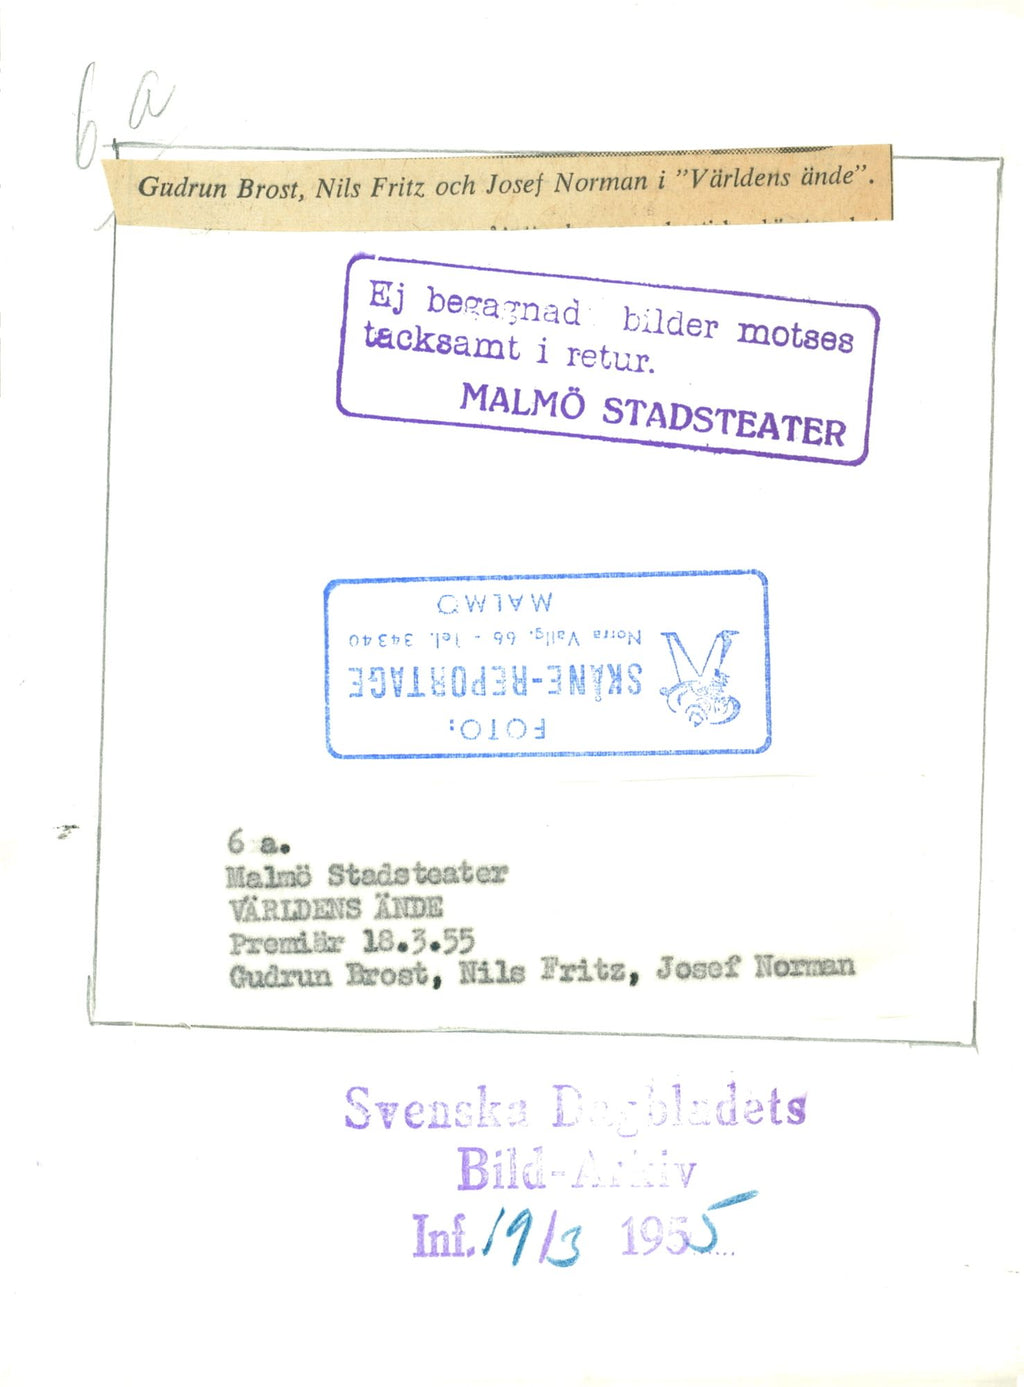 6 a
Gudrun Brost, Nils Fritz och Josef Norman i "Världens ände".
Ej begagnad bilder motses
tacksamt i retur.
MALMÖ STADSTEATER
FOTO:
SKÅNE-REPORTAGE
Norra Vallg. 66 - Tel. 34340
MALMÖ
6 a.
Malmö Stadsteater
VÄRLDENS ÄNDE
Premiär 18.3.55
Gudrun Brost, Nils Fritz, Josef Norman
Svenska Dagbladets
Bild-Arkiv
Inf. 19/3 1955